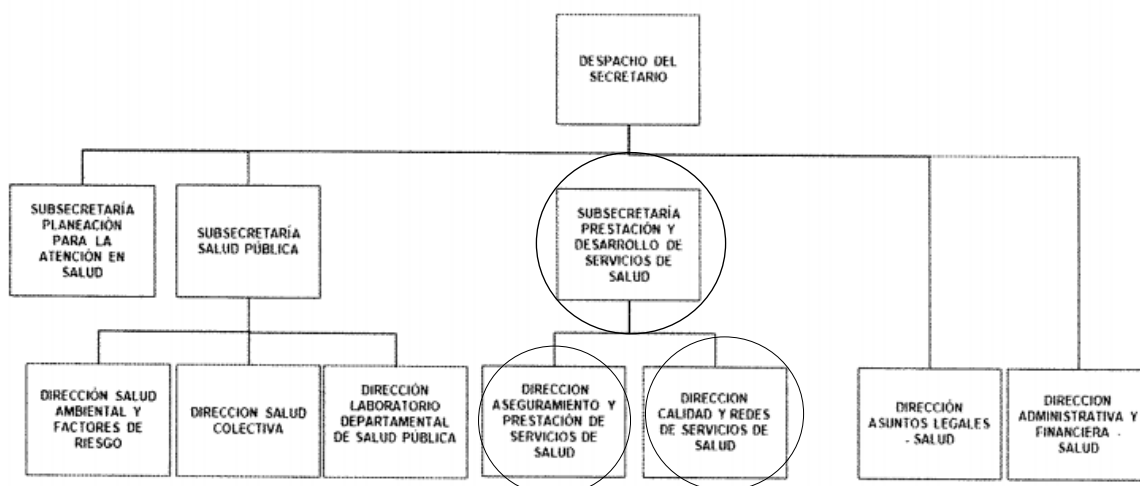 DESPACHO DEL
SECRETARIO
SUBSECRETARÍA
PLANEACIÓN
PARA LA
ATENCIÓN EN
SALUD
SUBSECRETARÍA
SALUD PÚBLICA
SUBSECRETARÍA
PRESTACIÓN Y
DESARROLLO DE
SERVICIOS DE
SALUD
DIRECCIÓN SALUD
AMBIENTAL Y
FACTORES DE
RIESGO
DIRECCION SALUD
COLECTIVA
DIRECCIÓN
LABORATORIO
DEPARTAMENTAL
DE SALUD PÚBLICA
DIRECCION
ASEGURAMIENTO Y
PRESTACIÓN DE
SERVICIOS DE
SALUD
DIRECCION
CALIDAD Y REDES
DE SERVICIOS DE
SALUD
DIRECCIÓN
ASUNTOS LEGALES
- SALUD
DIRECCIÓN
ADMINISTRATIVA Y
FINANCIERA -
SALUD